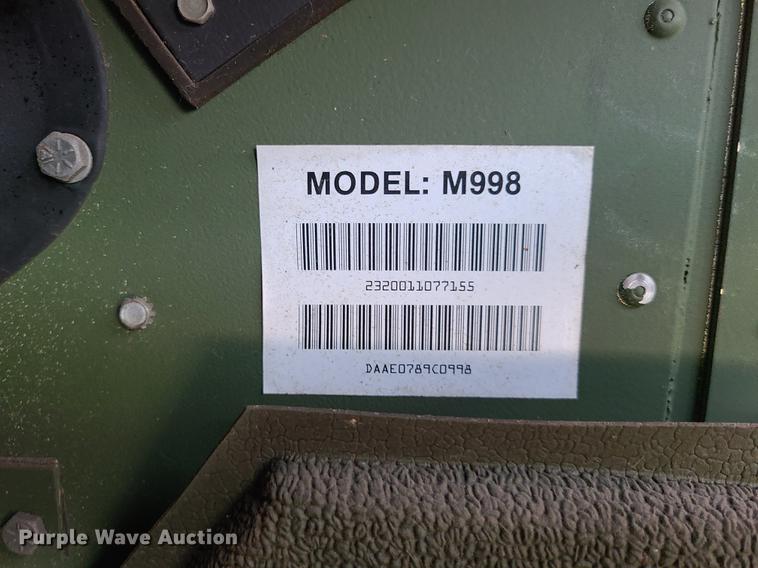 MODEL: M998
2320011077155
DAAE0789C0998
Purple Wave Auction